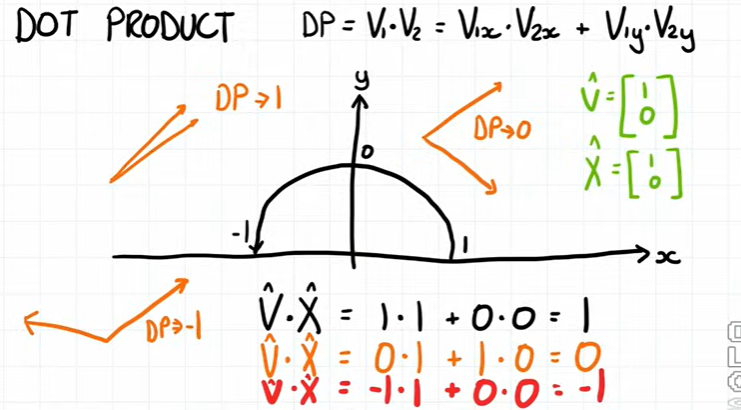 DOT PRODUCT DP = V₁·V₂ = V₁ₓ·V₂ₓ + V₁y·V₂y
DP→1
y
0
DP→0
V̂ = [1 0]
X̂ = [1 0]
-1
1
x
DP→-1
V̂·X̂ = 1·1 + 0·0 = 1
V̂·X̂ = 0·1 + 1·0 = 0
V̂·X̂ = -1·1 + 0·0 = -1